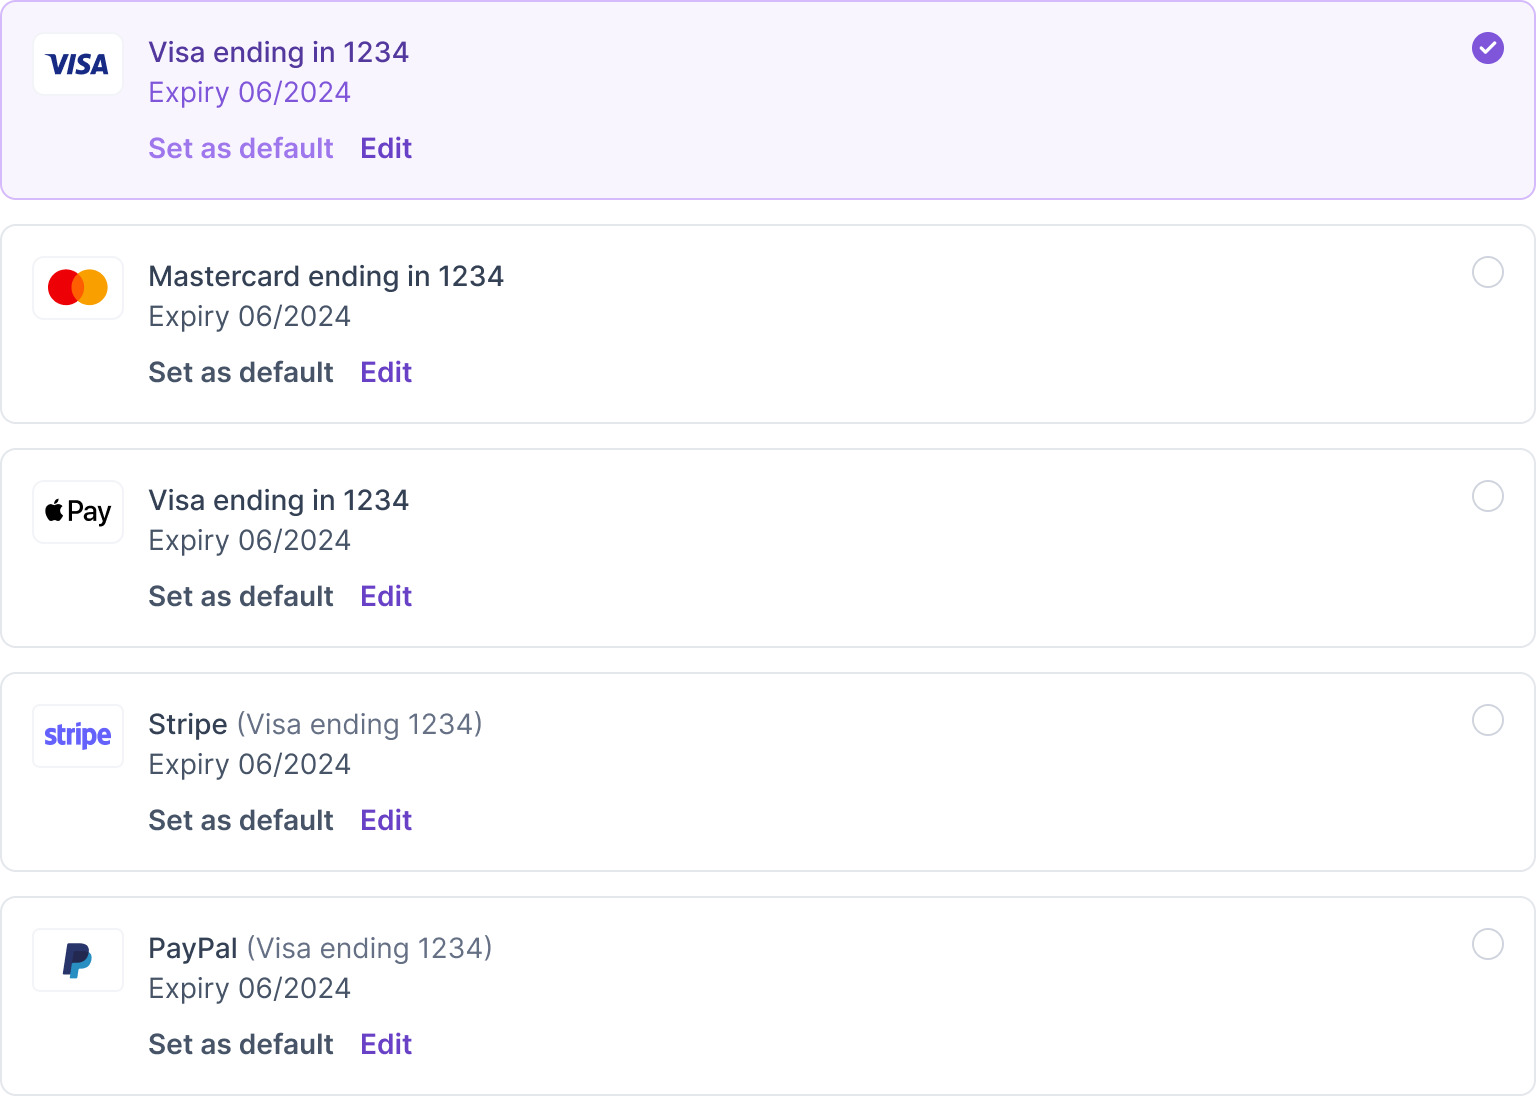 VISA
Visa ending in 1234
Expiry 06/2024
Set as default Edit
Mastercard ending in 1234
Expiry 06/2024
Set as default Edit
Pay
Visa ending in 1234
Expiry 06/2024
Set as default Edit
stripe
Stripe (Visa ending 1234)
Expiry 06/2024
Set as default Edit
PayPal (Visa ending 1234)
Expiry 06/2024
Set as default Edit